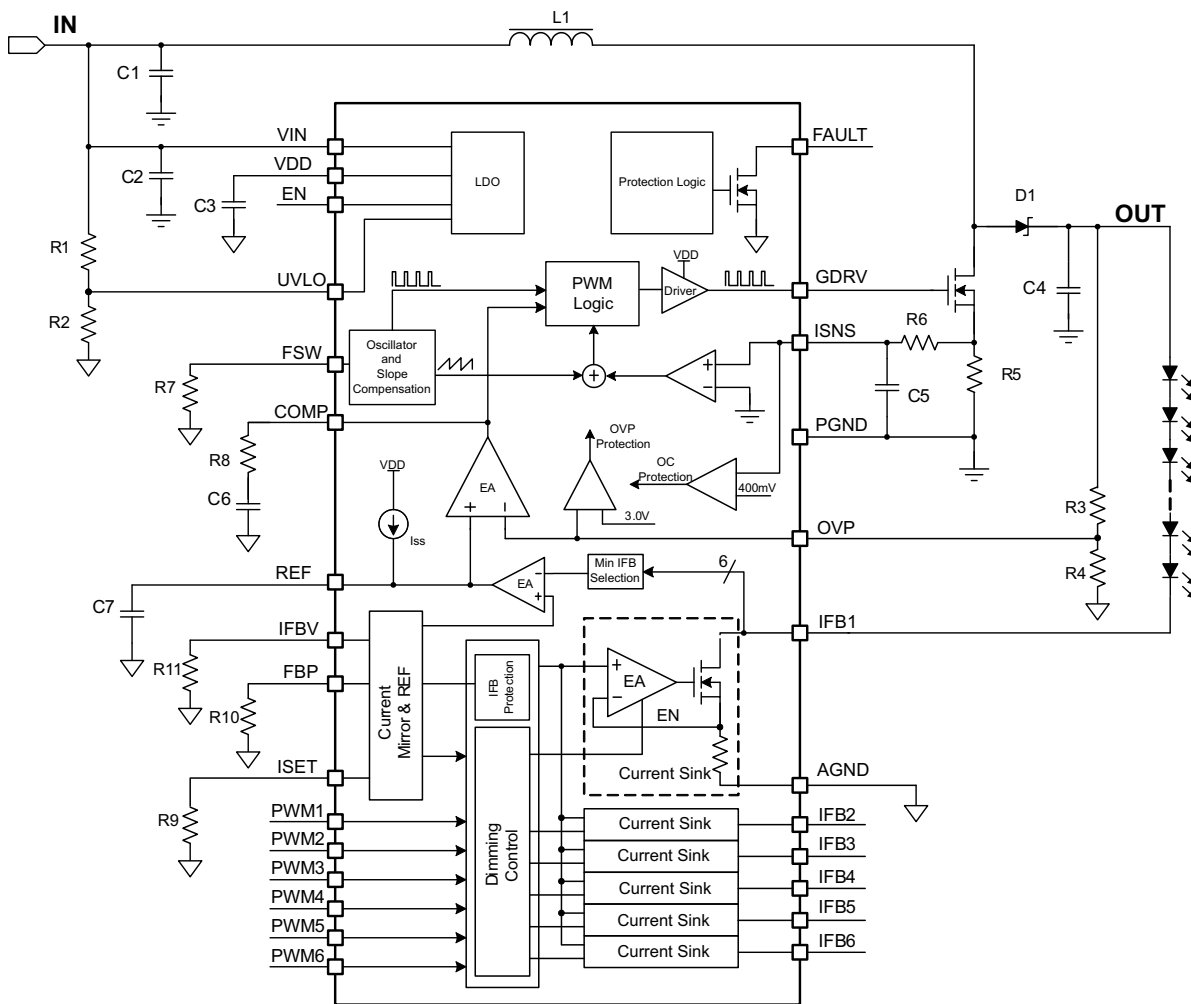 IN
L1
C1
VIN
VDD
EN
C2
C3
LDO
Protection Logic
FAULT
D1
OUT
R1
UVLO
R2
PWM
Logic
VDD
Driver
GDRV
C4
FSW
Oscillator
and
Slope
Compensation
+
+
−
ISNS
R6
C5
R5
R7
COMP
PGND
R8
C6
VDD
EA
+
−
OVP
Protection
OC
Protection
400mV
3.0V
Iss
OVP
R3
R4
REF
C7
EA
−
+
Min IFB
Selection
6
IFB1
IFBV
R11
FBP
R10
Current
Mirror & REF
IFB
Protection
+
EA
−
EN
Current Sink
ISET
R9
AGND
Dimming
Control
PWM1
PWM2
PWM3
PWM4
PWM5
PWM6
Current Sink
IFB2
Current Sink
IFB3
Current Sink
IFB4
Current Sink
IFB5
Current Sink
IFB6